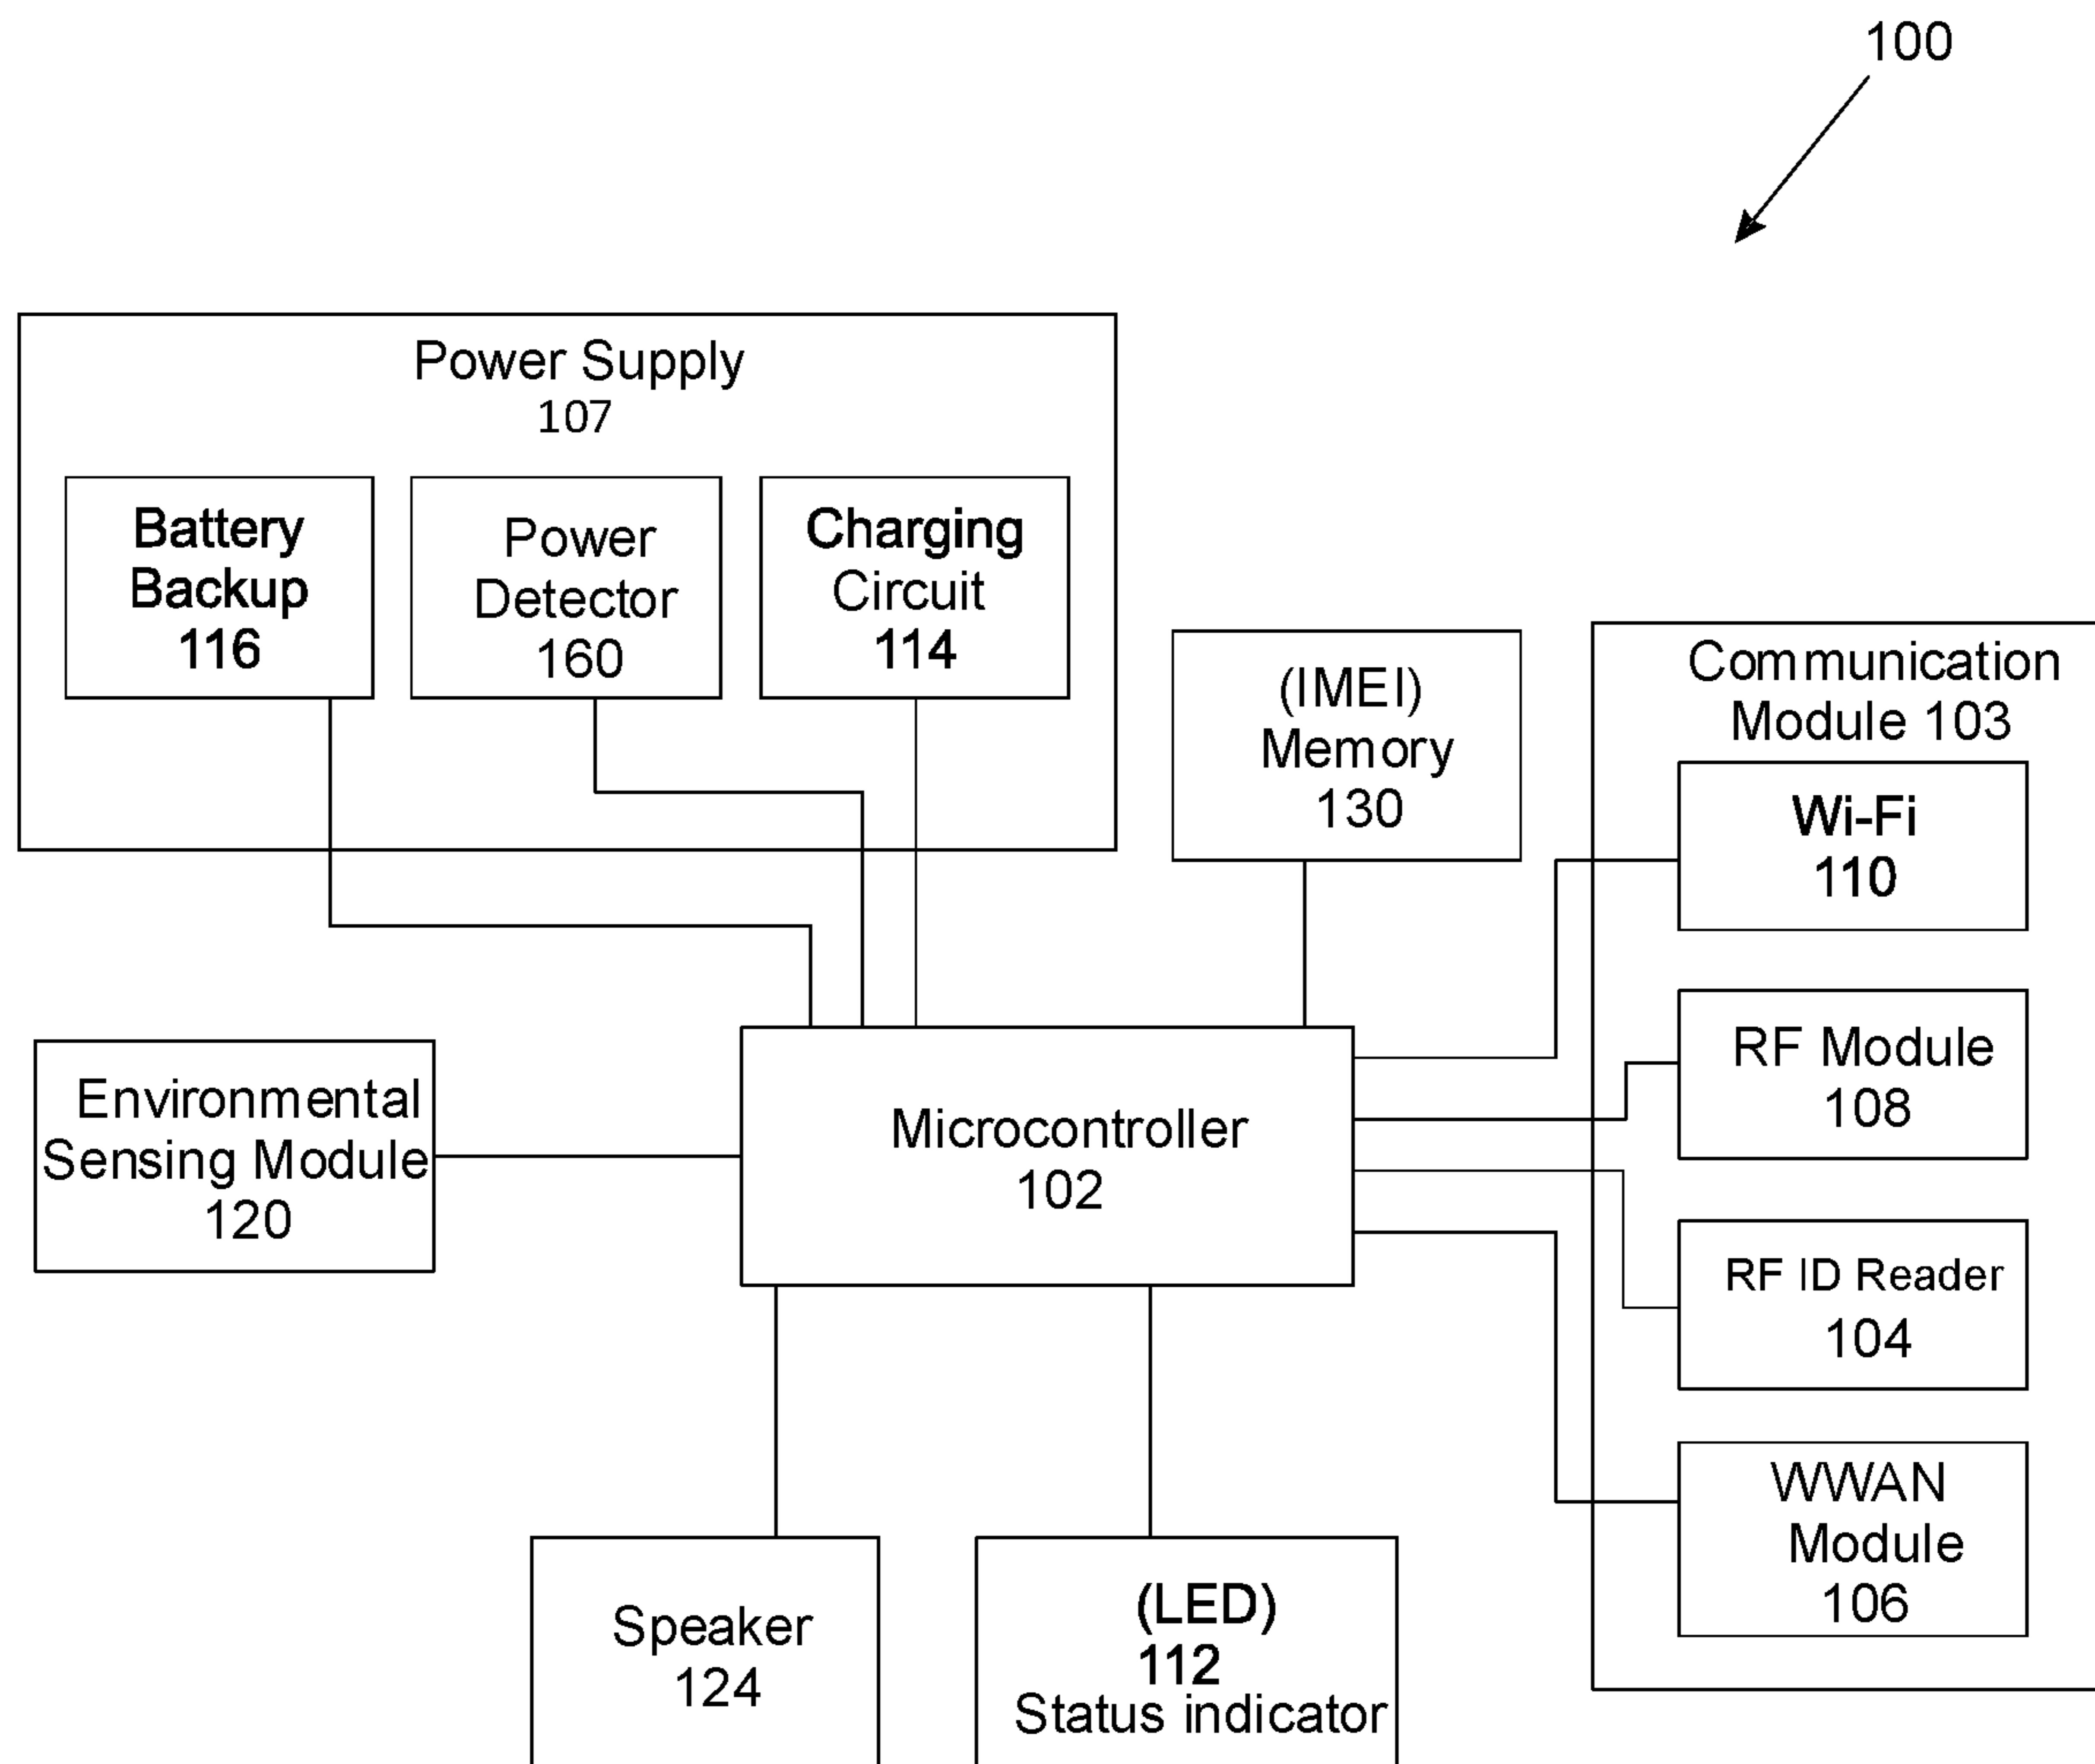 100
Power Supply
107
Battery
Backup
116
Power
Detector
160
Charging
Circuit
114
(IMEI)
Memory
130
Communication
Module 103
Wi-Fi
110
RF Module
108
RF ID Reader
104
WWAN
Module
106
Environmental
Sensing Module
120
Microcontroller
102
Speaker
124
(LED)
112
Status indicator